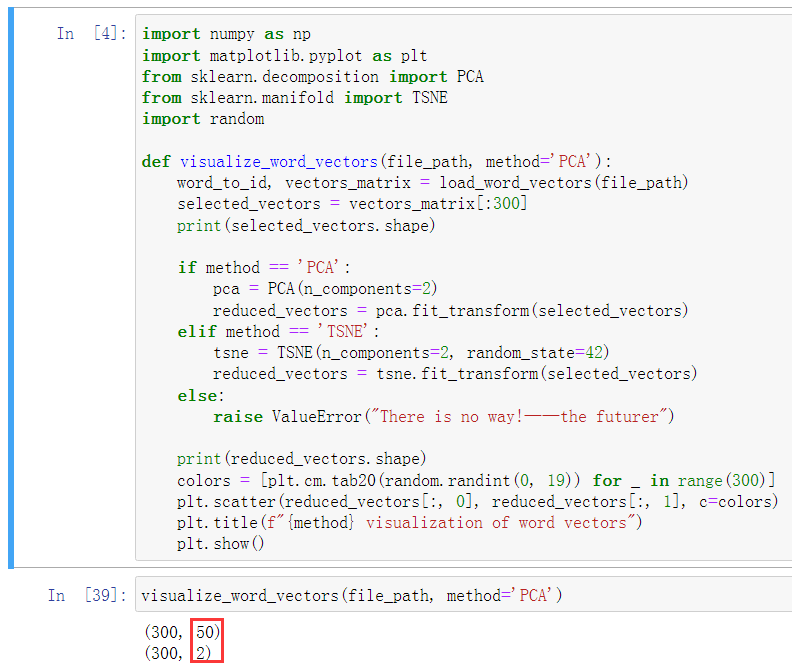 In [4]:
import numpy as np
import matplotlib.pyplot as plt
from sklearn.decomposition import PCA
from sklearn.manifold import TSNE
import random

def visualize_word_vectors(file_path, method='PCA'):
    word_to_id, vectors_matrix = load_word_vectors(file_path)
    selected_vectors = vectors_matrix[:300]
    print(selected_vectors.shape)

    if method == 'PCA':
        pca = PCA(n_components=2)
        reduced_vectors = pca.fit_transform(selected_vectors)
    elif method == 'TSNE':
        tsne = TSNE(n_components=2, random_state=42)
        reduced_vectors = tsne.fit_transform(selected_vectors)
    else:
        raise ValueError("There is no way!——the futurer")

    print(reduced_vectors.shape)
    colors = [plt.cm.tab20(random.randint(0, 19)) for _ in range(300)]
    plt.scatter(reduced_vectors[:, 0], reduced_vectors[:, 1], c=colors)
    plt.title(f"{method} visualization of word vectors")
    plt.show()
In [39]:
visualize_word_vectors(file_path, method='PCA')
(300, 50)
(300, 2)